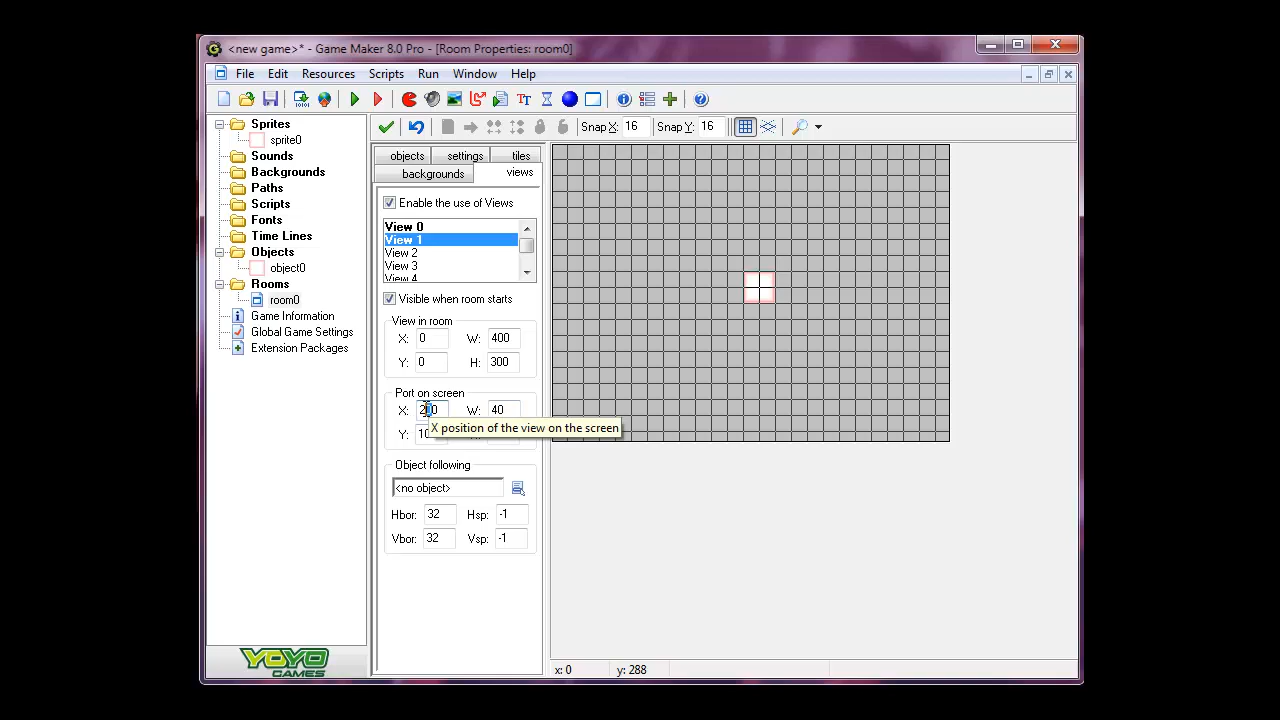 <new game>* - Game Maker 8.0 Pro - [Room Properties: room0]
File Edit Resources Scripts Run Window Help
Snap X: 16 Snap Y: 16
Sprites
sprite0
Sounds
Backgrounds
Paths
Scripts
Fonts
Time Lines
Objects
object0
Rooms
room0
Game Information
Global Game Settings
Extension Packages
YOYO
GAMES
objects settings tiles
backgrounds views
Enable the use of Views
View 0
View 1
View 2
View 3
View 4
Visible when room starts
View in room
X: 0 W: 400
Y: 0 H: 300
Port on screen
X: W: 40
Y:
X position of the view on the screen
Object following
<no object>
Hbor: 32 Hsp: -1
Vbor: 32 Vsp: -1
x: 0 y: 288